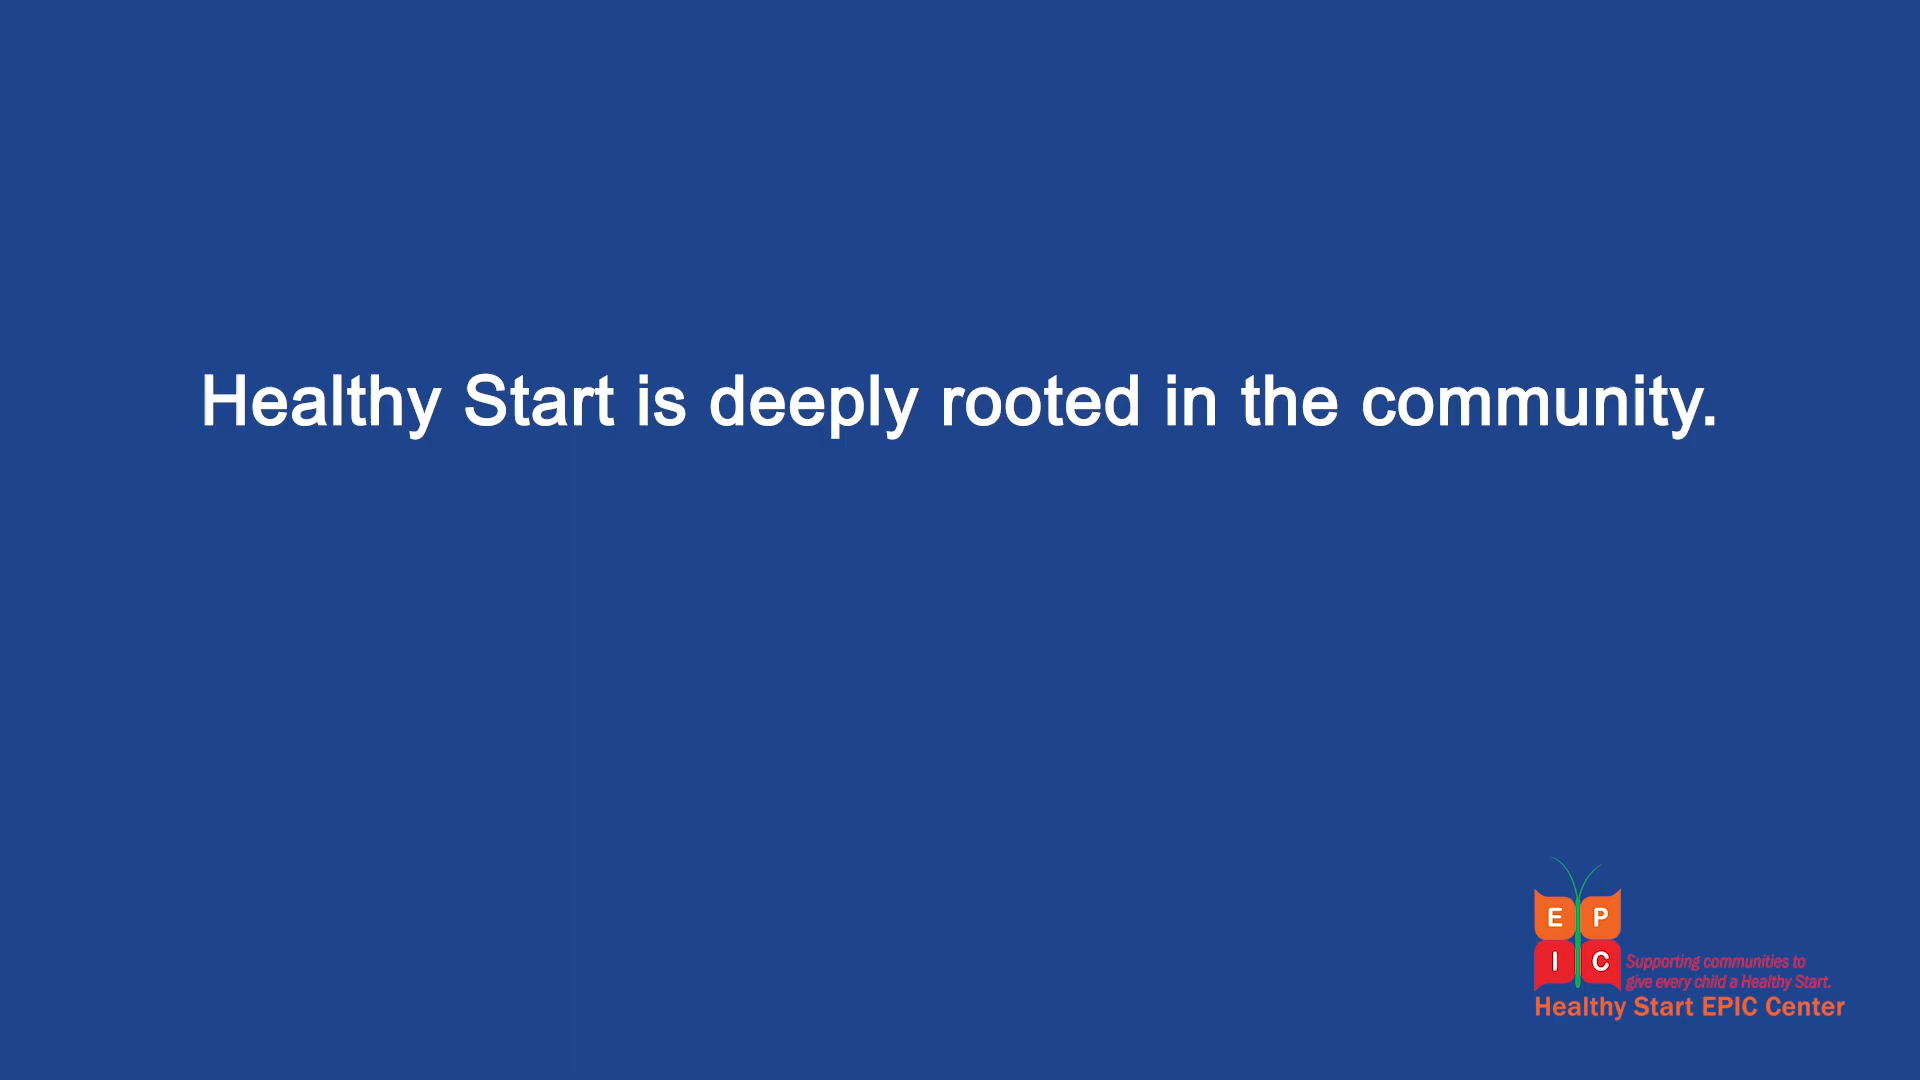 Healthy Start is deeply rooted in the community.
E P
I C
Supporting communities to
give every child a Healthy Start.
Healthy Start EPIC Center